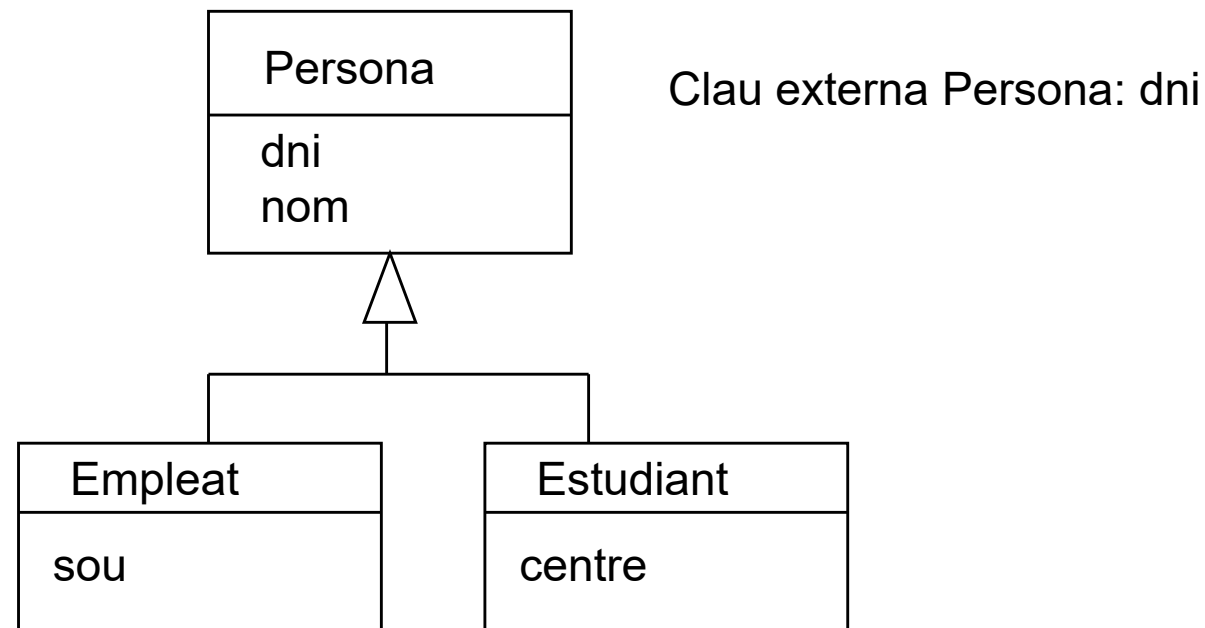 Persona
Clau externa Persona: dni
dni
nom
Empleat
Estudiant
sou
centre